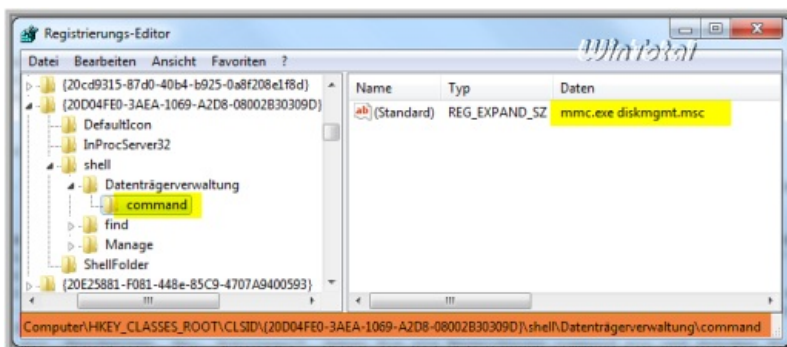 Registrierungs-Editor
WinTotal
Datei Bearbeiten Ansicht Favoriten ?
{20cd9315-87d0-40b4-b925-0a8f208e1f8d}
{20D04FE0-3AEA-1069-A2D8-08002B30309D}
DefaultIcon
InProcServer32
shell
Datenträgerverwaltung
command
find
Manage
ShellFolder
{20E25881-F081-448e-85C9-4707A9400593}
Name Typ Daten
ab (Standard) REG_EXPAND_SZ mmc.exe diskmgmt.msc
Computer\HKEY_CLASSES_ROOT\CLSID\{20D04FE0-3AEA-1069-A2D8-08002B30309D}\shell\Datenträgerverwaltung\command